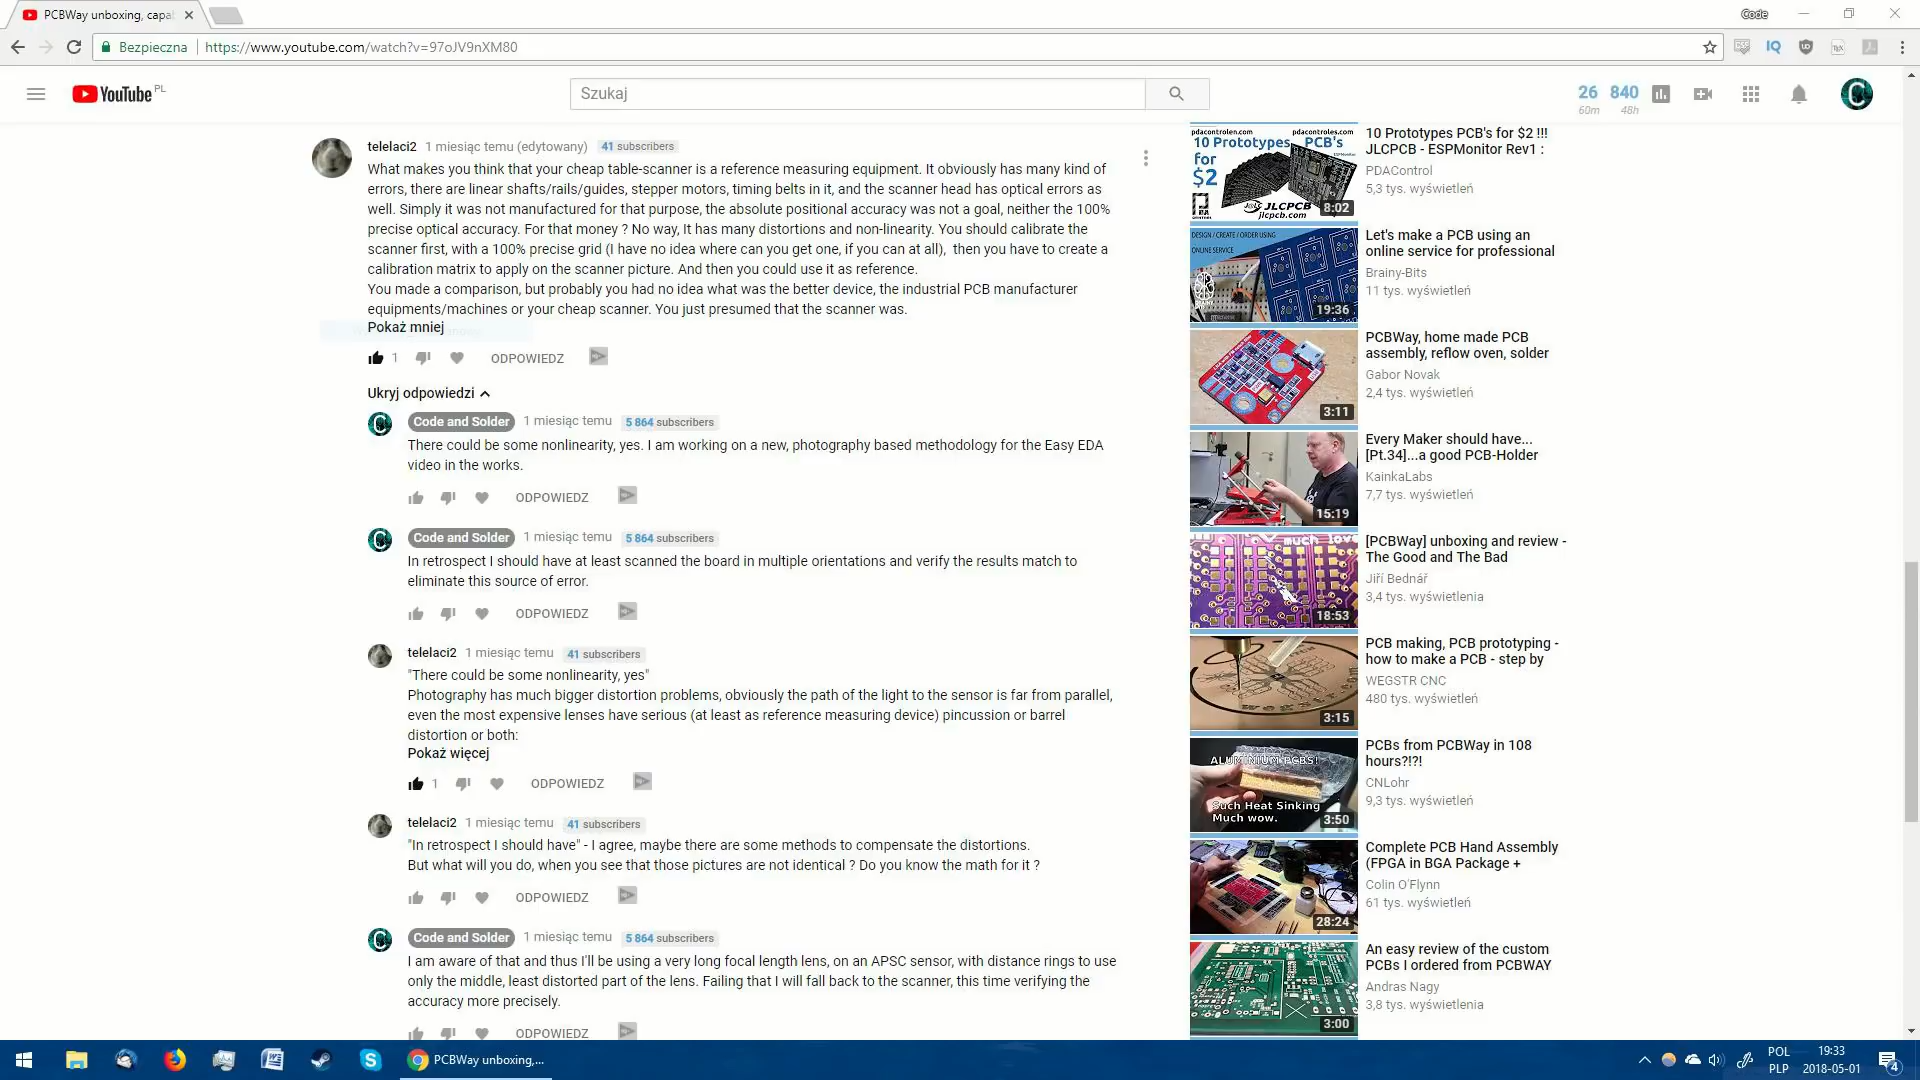 PCBWay unboxing, capa
Code
Bezpieczna
https://www.youtube.com/watch?v=97oJV9nXM80
YouTube PL
Szukaj
26 840
60m 48h
telelaci2 1 miesiąc temu (edytowany) 41 subscribers
What makes you think that your cheap table-scanner is a reference measuring equipment. It obviously has many kind of
errors, there are linear shafts/rails/guides, stepper motors, timing belts in it, and the scanner head has optical errors as
well. Simply it was not manufactured for that purpose, the absolute positional accuracy was not a goal, neither the 100%
precise optical accuracy. For that money ? No way, It has many distortions and non-linearity. You should calibrate the
scanner first, with a 100% precise grid (I have no idea where can you get one, if you can at all),  then you have to create a
calibration matrix to apply on the scanner picture. And then you could use it as reference.
You made a comparison, but probably you had no idea what was the better device, the industrial PCB manufacturer
equipments/machines or your cheap scanner. You just presumed that the scanner was.
Pokaż mniej
1 ODPOWIEDZ
Ukryj odpowiedzi
Code and Solder 1 miesiąc temu 5 864 subscribers
There could be some nonlinearity, yes. I am working on a new, photography based methodology for the Easy EDA
video in the works.
ODPOWIEDZ
Code and Solder 1 miesiąc temu 5 864 subscribers
In retrospect I should have at least scanned the board in multiple orientations and verify the results match to
eliminate this source of error.
ODPOWIEDZ
telelaci2 1 miesiąc temu 41 subscribers
"There could be some nonlinearity, yes"
Photography has much bigger distortion problems, obviously the path of the light to the sensor is far from parallel,
even the most expensive lenses have serious (at least as reference measuring device) pincussion or barrel
distortion or both:
Pokaż więcej
1 ODPOWIEDZ
telelaci2 1 miesiąc temu 41 subscribers
"In retrospect I should have" - I agree, maybe there are some methods to compensate the distortions.
But what will you do, when you see that those pictures are not identical ? Do you know the math for it ?
ODPOWIEDZ
Code and Solder 1 miesiąc temu 5 864 subscribers
I am aware of that and thus I'll be using a very long focal length lens, on an APSC sensor, with distance rings to use
only the middle, least distorted part of the lens. Failing that I will fall back to the scanner, this time verifying the
accuracy more precisely.
ODPOWIEDZ
pdacontrolen.com pdacontroles.com
10 Prototypes PCB's
for
$2
JLCPCB
jlcpcb.com
8:02
10 Prototypes PCB's for $2 !!!
JLCPCB - ESPMonitor Rev1 :
PDAControl
5,3 tys. wyświetleń
DESIGN / CREATE / ORDER USING
ONLINE SERVICE
19:36
Let's make a PCB using an
online service for professional
Brainy-Bits
11 tys. wyświetleń
3:11
PCBWay, home made PCB
assembly, reflow oven, solder
Gabor Novak
2,4 tys. wyświetleń
15:19
Every Maker should have...
[Pt.34]...a good PCB-Holder
KainkaLabs
7,7 tys. wyświetleń
much love
18:53
[PCBWay] unboxing and review -
The Good and The Bad
Jiří Bednář
3,4 tys. wyświetlenia
3:15
PCB making, PCB prototyping -
how to make a PCB - step by
WEGSTR CNC
480 tys. wyświetleń
ALUMINIUM PCBS!
Such Heat Sinking
Much wow.
3:50
PCBs from PCBWay in 108
hours?!?!
CNLohr
9,3 tys. wyświetleń
28:24
Complete PCB Hand Assembly
(FPGA in BGA Package +
Colin O'Flynn
61 tys. wyświetleń
3:00
An easy review of the custom
PCBs I ordered from PCBWAY
Andras Nagy
3,8 tys. wyświetlenia
PCBWay unboxing,...
POL
PLP
19:33
2018-05-01
4